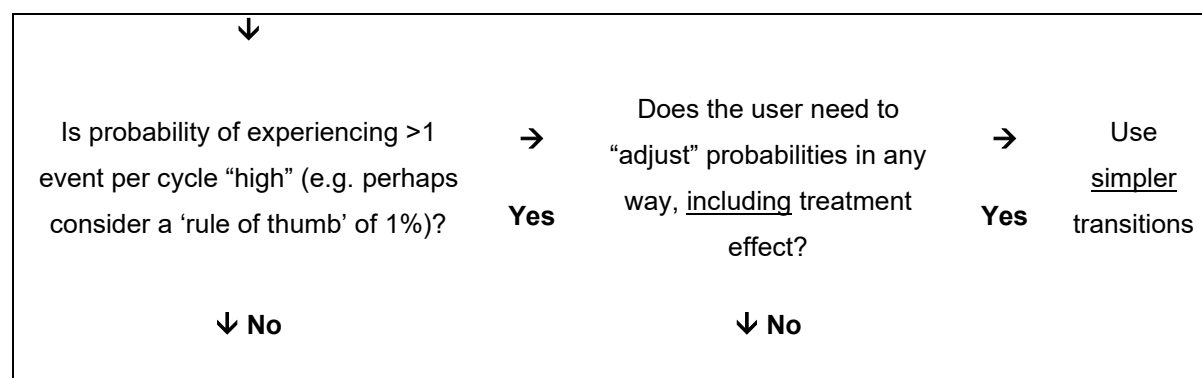 ↓
Is probability of experiencing >1
event per cycle “high” (e.g. perhaps
consider a ‘rule of thumb’ of 1%)?
→
Yes
Does the user need to
“adjust” probabilities in any
way, including treatment
effect?
→
Yes
Use
simpler
transitions
↓ No
↓ No